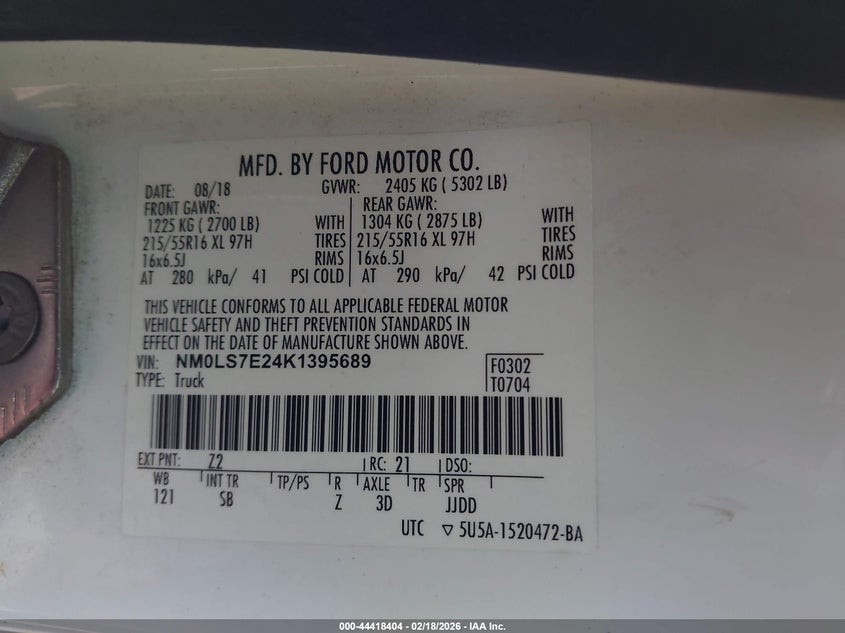 MFD. BY FORD MOTOR CO.
DATE: 08/18 GVWR: 2405 KG ( 5302 LB)
FRONT GAWR: REAR GAWR:
1225 KG ( 2700 LB) WITH 1304 KG ( 2875 LB) WITH
215/55R16 XL 97H TIRES 215/55R16 XL 97H TIRES
16x6.5J RIMS 16x6.5J RIMS
AT 280 kPa/ 41 PSI COLD AT 290 kPa/ 42 PSI COLD
THIS VEHICLE CONFORMS TO ALL APPLICABLE FEDERAL MOTOR
VEHICLE SAFETY AND THEFT PREVENTION STANDARDS IN
EFFECT ON THE DATE OF MANUFACTURE SHOWN ABOVE.
VIN: NM0LS7E24K1395689 F0302
TYPE: Truck T0704
EXT PNT: Z2 RC: 21 DSO:
WB INT TR TP/PS R AXLE TR SPR
121 SB Z 3D JJDD
UTC ▽ 5U5A-1520472-BA
000-44418404 - 02/18/2026 - IAA Inc.